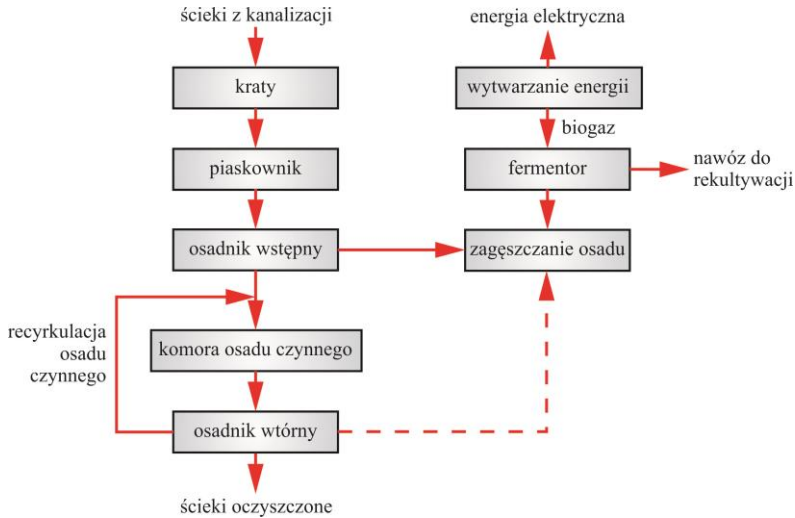 ścieki z kanalizacji
kraty
piaskownik
osadnik wstępny
recyrkulacja
osadu
czynnego
komora osadu czynnego
osadnik wtórny
ścieki oczyszczone
energia elektryczna
wytwarzanie energii
biogaz
fermentor
nawóz do
rekultywacji
zagęszczanie osadu